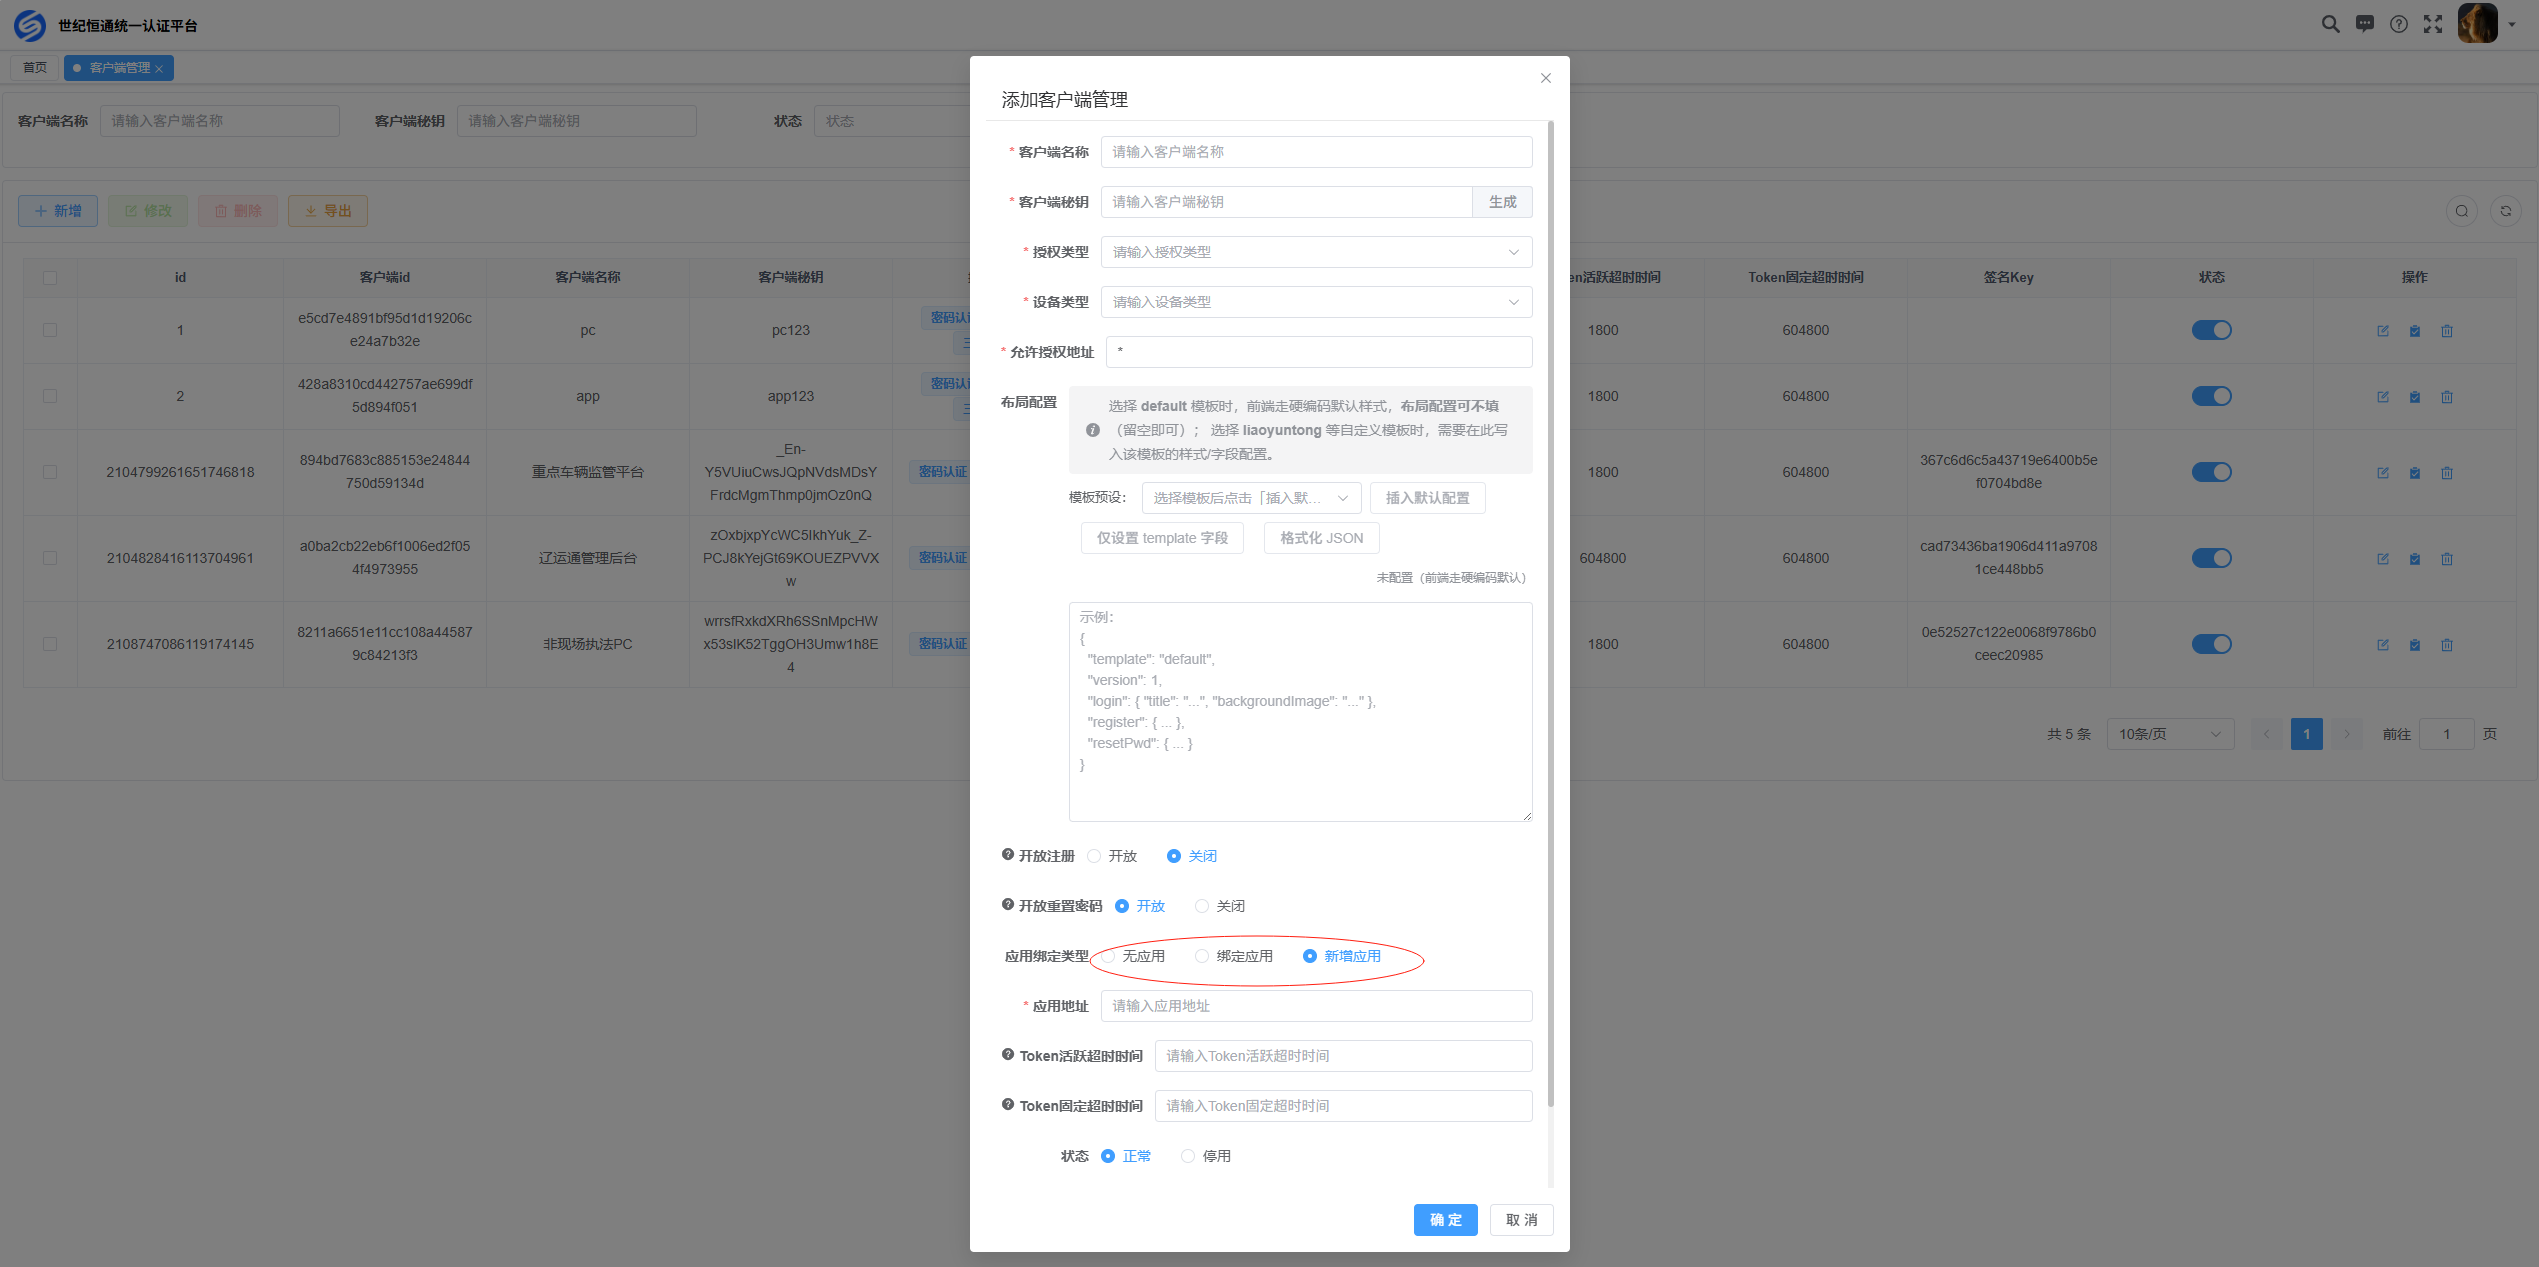 世纪恒通统一认证平台
首页
客户端管理
客户端名称 请输入客户端名称 客户端秘钥 请输入客户端秘钥 状态 状态
新增 修改 删除 导出
id 客户端id 客户端名称 客户端秘钥 活跃超时时间 Token固定超时时间 签名Key 状态 操作
1 e5cd7e4891bf95d1d19206c pc pc123 密码认 1800 604800
e24a7b32e
2 428a8310cd442757ae699df app app123 密码认 1800 604800
5d894f051
2104799261651746818 894bd7683c885153e24844 重点车辆监管平台 _En- 密码认证 1800 604800 367c6d6c5a43719e6400b5e
750d59134d Y5VUiuCwsJQpNVdsMDsY f0704bd8e
FrdcMgmThmp0jmOz0nQ
2104828416113704961 a0ba2cb22eb6f1006ed2f05 辽运通管理后台 zOxbjxpYcWC5IkhYuk_Z- 密码认证 604800 604800 cad73436ba1906d411a9708
4f4973955 PCJ8kYejGt69KOUEZPVVX 1ce448bb5
w
2108747086119174145 8211a6651e11cc108a44587 非现场执法PC wrrsfRxkdXRh6SSnMpcHW 密码认证 1800 604800 0e52527c122e0068f9786b0
9c84213f3 x53slK52TggOH3Umw1h8E ceec20985
4
共 5 条 10条/页 1 前往 1 页
添加客户端管理
* 客户端名称 请输入客户端名称
* 客户端秘钥 请输入客户端秘钥 生成
* 授权类型 请输入授权类型
* 设备类型 请输入设备类型
* 允许授权地址 *
布局配置
选择 default 模板时，前端走硬编码默认样式，布局配置可不填
（留空即可）； 选择 liaoyuntong 等自定义模板时，需要在此写
入该模板的样式/字段配置。
模板预设： 选择模板后点击「插入默... 插入默认配置
仅设置 template 字段 格式化 JSON
未配置（前端走硬编码默认）
示例：
{
"template": "default",
"version": 1,
"login": { "title": "...", "backgroundImage": "..." },
"register": { ... },
"resetPwd": { ... }
}
开放注册 开放 关闭
开放重置密码 开放 关闭
应用绑定类型 无应用 绑定应用 新增应用
* 应用地址 请输入应用地址
Token活跃超时时间 请输入Token活跃超时时间
Token固定超时时间 请输入Token固定超时时间
状态 正常 停用
确 定 取 消